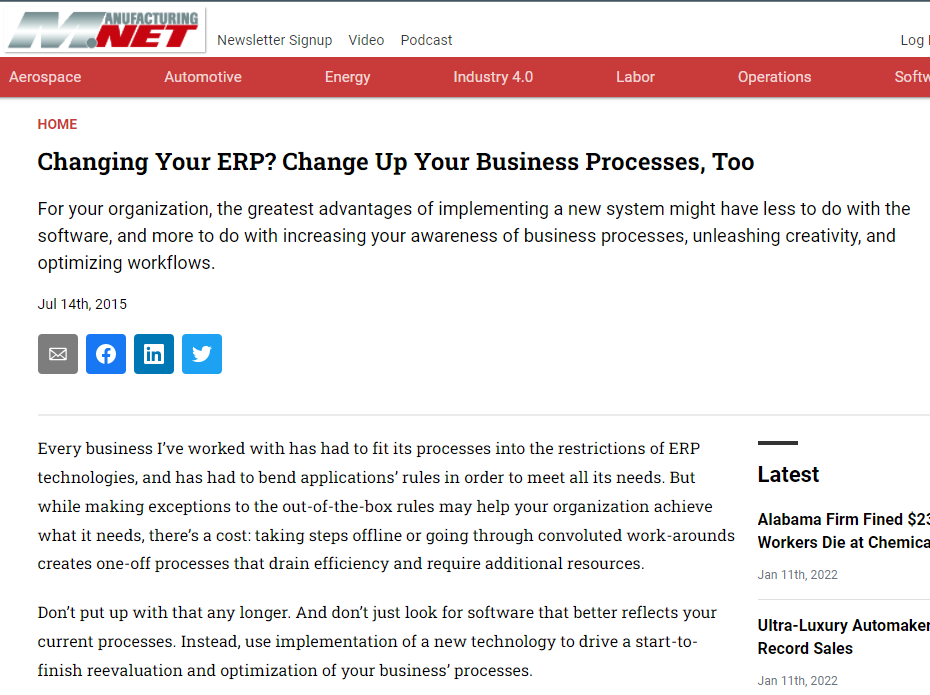 MANUFACTURING
.NET
Newsletter Signup Video Podcast
Log
Aerospace Automotive Energy Industry 4.0 Labor Operations
HOME
Changing Your ERP? Change Up Your Business Processes, Too
For your organization, the greatest advantages of implementing a new system might have less to do with the
software, and more to do with increasing your awareness of business processes, unleashing creativity, and
optimizing workflows.
Jul 14th, 2015
Every business I’ve worked with has had to fit its processes into the restrictions of ERP
technologies, and has had to bend applications’ rules in order to meet all its needs. But
while making exceptions to the out-of-the-box rules may help your organization achieve
what it needs, there’s a cost: taking steps offline or going through convoluted work-arounds
creates one-off processes that drain efficiency and require additional resources.
Don’t put up with that any longer. And don’t just look for software that better reflects your
current processes. Instead, use implementation of a new technology to drive a start-to-
finish reevaluation and optimization of your business’ processes.
Latest
Alabama Firm Fined
Workers Die at
Jan 11th, 2022
Ultra-Luxury Automaker
Record Sales
Jan 11th, 2022